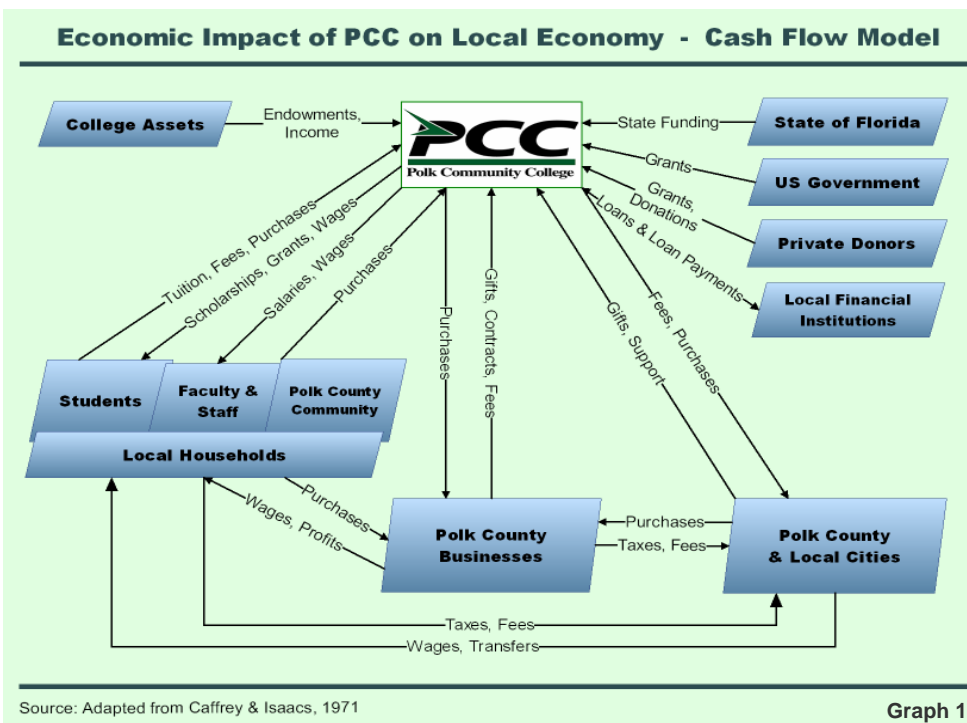 Economic Impact of PCC on Local Economy - Cash Flow Model
College Assets
Endowments,
Income
PCC
Polk Community College
State Funding
State of Florida
Grants
US Government
Grants,
Donations
Private Donors
Loans & Loan Payments
Local Financial
Institutions
Tuition, Fees, Purchases
Scholarships, Grants, Wages
Salaries, Wages
Purchases
Purchases
Gifts, Contracts, Fees
Gifts, Support
Fees, Purchases
Students
Faculty &
Staff
Polk County
Community
Local Households
Purchases
Wages, Profits
Polk County
Businesses
Purchases
Taxes, Fees
Polk County
& Local Cities
Taxes, Fees
Wages, Transfers
Source: Adapted from Caffrey & Isaacs, 1971
Graph 1